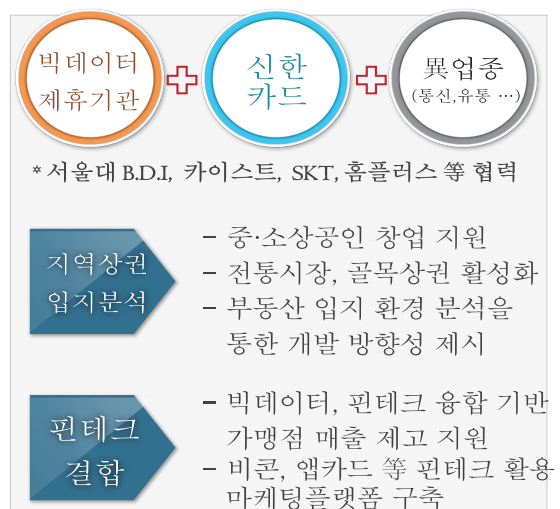 빅데이터
제휴기관
신한
카드
異업종
(통신,유통 …)
* 서울대 B.D.I, 카이스트, SKT, 홈플러스 等 협력
지역상권
입지분석
– 중·소상공인 창업 지원
– 전통시장, 골목상권 활성화
– 부동산 입지 환경 분석을
통한 개발 방향성 제시
핀테크
결합
– 빅데이터, 핀테크 융합 기반
가맹점 매출 제고 지원
– 비콘, 앱카드 等 핀테크 활용
마케팅플랫폼 구축